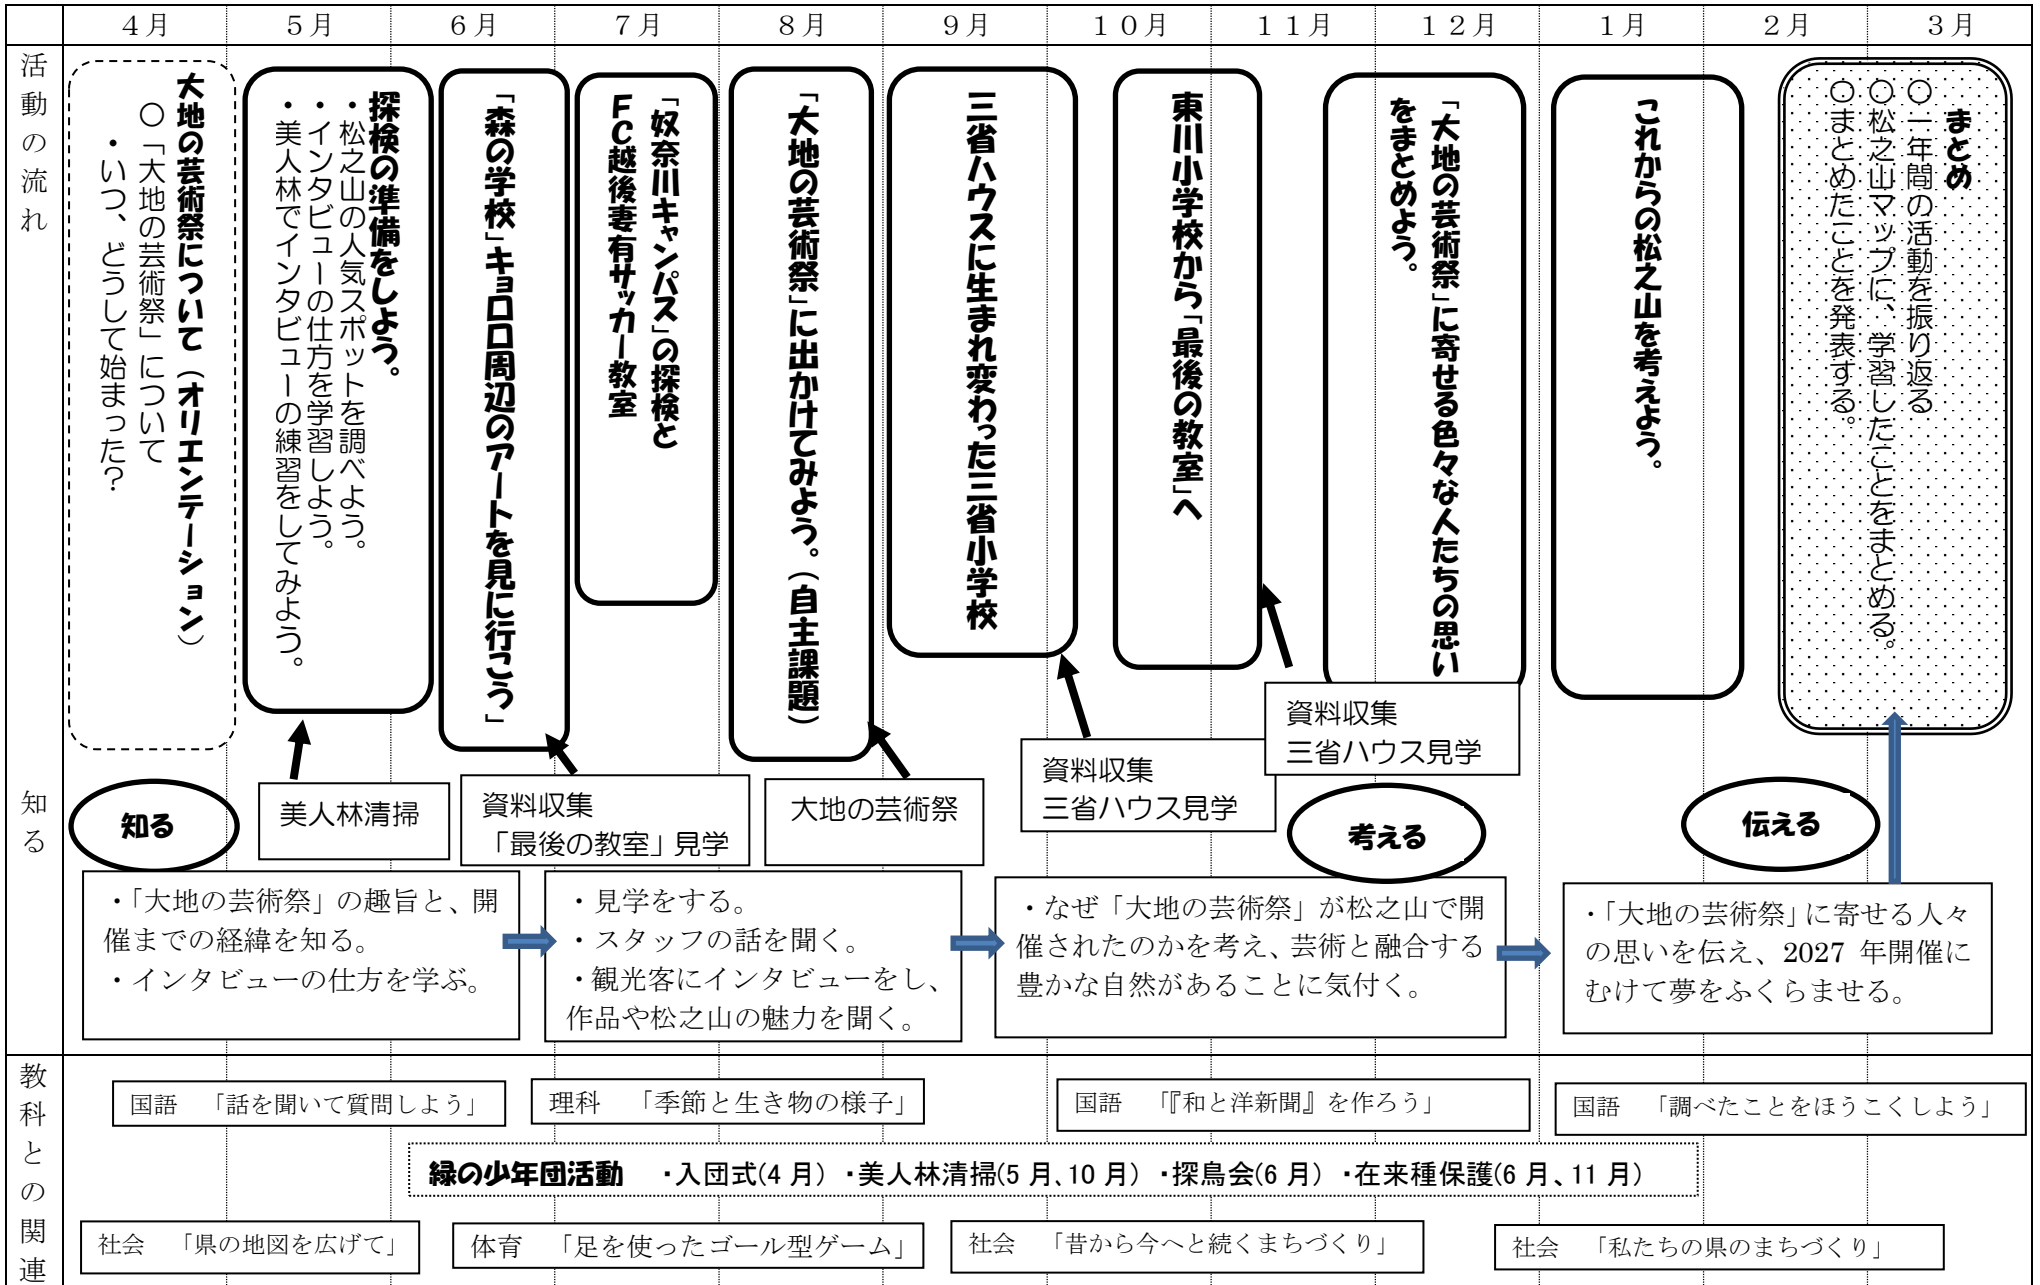 4月
5月
6月
7月
8月
9月
10月
11月
12月
1月
2月
3月
活動の流れ
大地の芸術祭について（オリエンテーション）
〇「大地の芸術祭」について
・いつ、どうして始まった？
探検の準備をしよう。
・松之山の人気スポットを調べよう。
・インタビューの仕方を学習しよう。
・美人林でインタビューの練習をしてみよう。
「森の学校」キョロロ周辺のアートを見に行こう」
「奴奈川キャンパス」の探検と
ＦＣ越後妻有サッカー教室
「大地の芸術祭」に出かけてみよう。（自主課題）
三省ハウスに生まれ変わった三省小学校
東川小学校から「最後の教室」へ
「大地の芸術祭」に寄せる色々な人たちの思い
をまとめよう。
これからの松之山を考えよう。
まとめ
〇一年間の活動を振り返る
〇松之山マップに、学習したことをまとめる。
〇まとめたことを発表する。
知る
知る
美人林清掃
資料収集
「最後の教室」見学
大地の芸術祭
資料収集
三省ハウス見学
資料収集
三省ハウス見学
考える
伝える
・「大地の芸術祭」の趣旨と、開
催までの経緯を知る。
・インタビューの仕方を学ぶ。
・見学をする。
・スタッフの話を聞く。
・観光客にインタビューをし、
作品や松之山の魅力を聞く。
・なぜ「大地の芸術祭」が松之山で開
催されたのかを考え、芸術と融合する
豊かな自然があることに気付く。
・「大地の芸術祭」に寄せる人々
の思いを伝え、2027 年開催に
むけて夢をふくらませる。
教科との関連
国語　「話を聞いて質問しよう」
理科　「季節と生き物の様子」
国語　「『和と洋新聞』を作ろう」
国語　「調べたことをほうこくしよう」
緑の少年団活動　・入団式(4月)　・美人林清掃(5月、10月)　・探鳥会(6月)　・在来種保護(6月、11月)
社会　「県の地図を広げて」
体育　「足を使ったゴール型ゲーム」
社会　「昔から今へと続くまちづくり」
社会　「私たちの県のまちづくり」